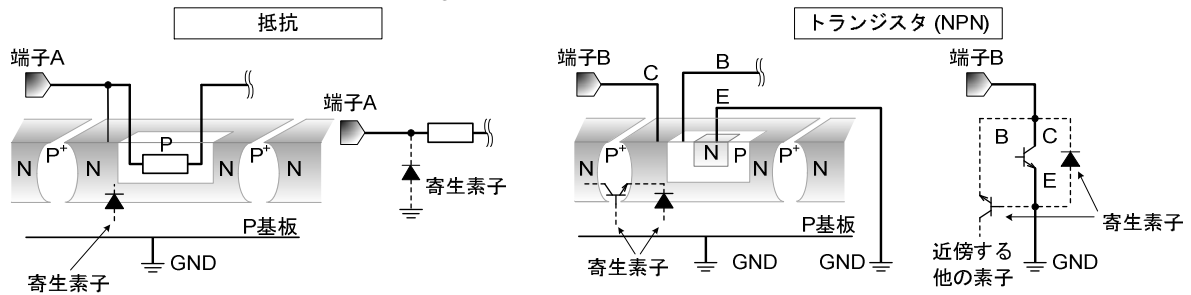 抵抗
端子A
P
N
P+
N
N
P+
N
P基板
GND
寄生素子
端子A
寄生素子
トランジスタ (NPN)
端子B
C
B
E
N
P+
N
N
P
P+
N
P基板
寄生素子
GND
GND
端子B
B
C
E
寄生素子
近傍する
他の素子
GND